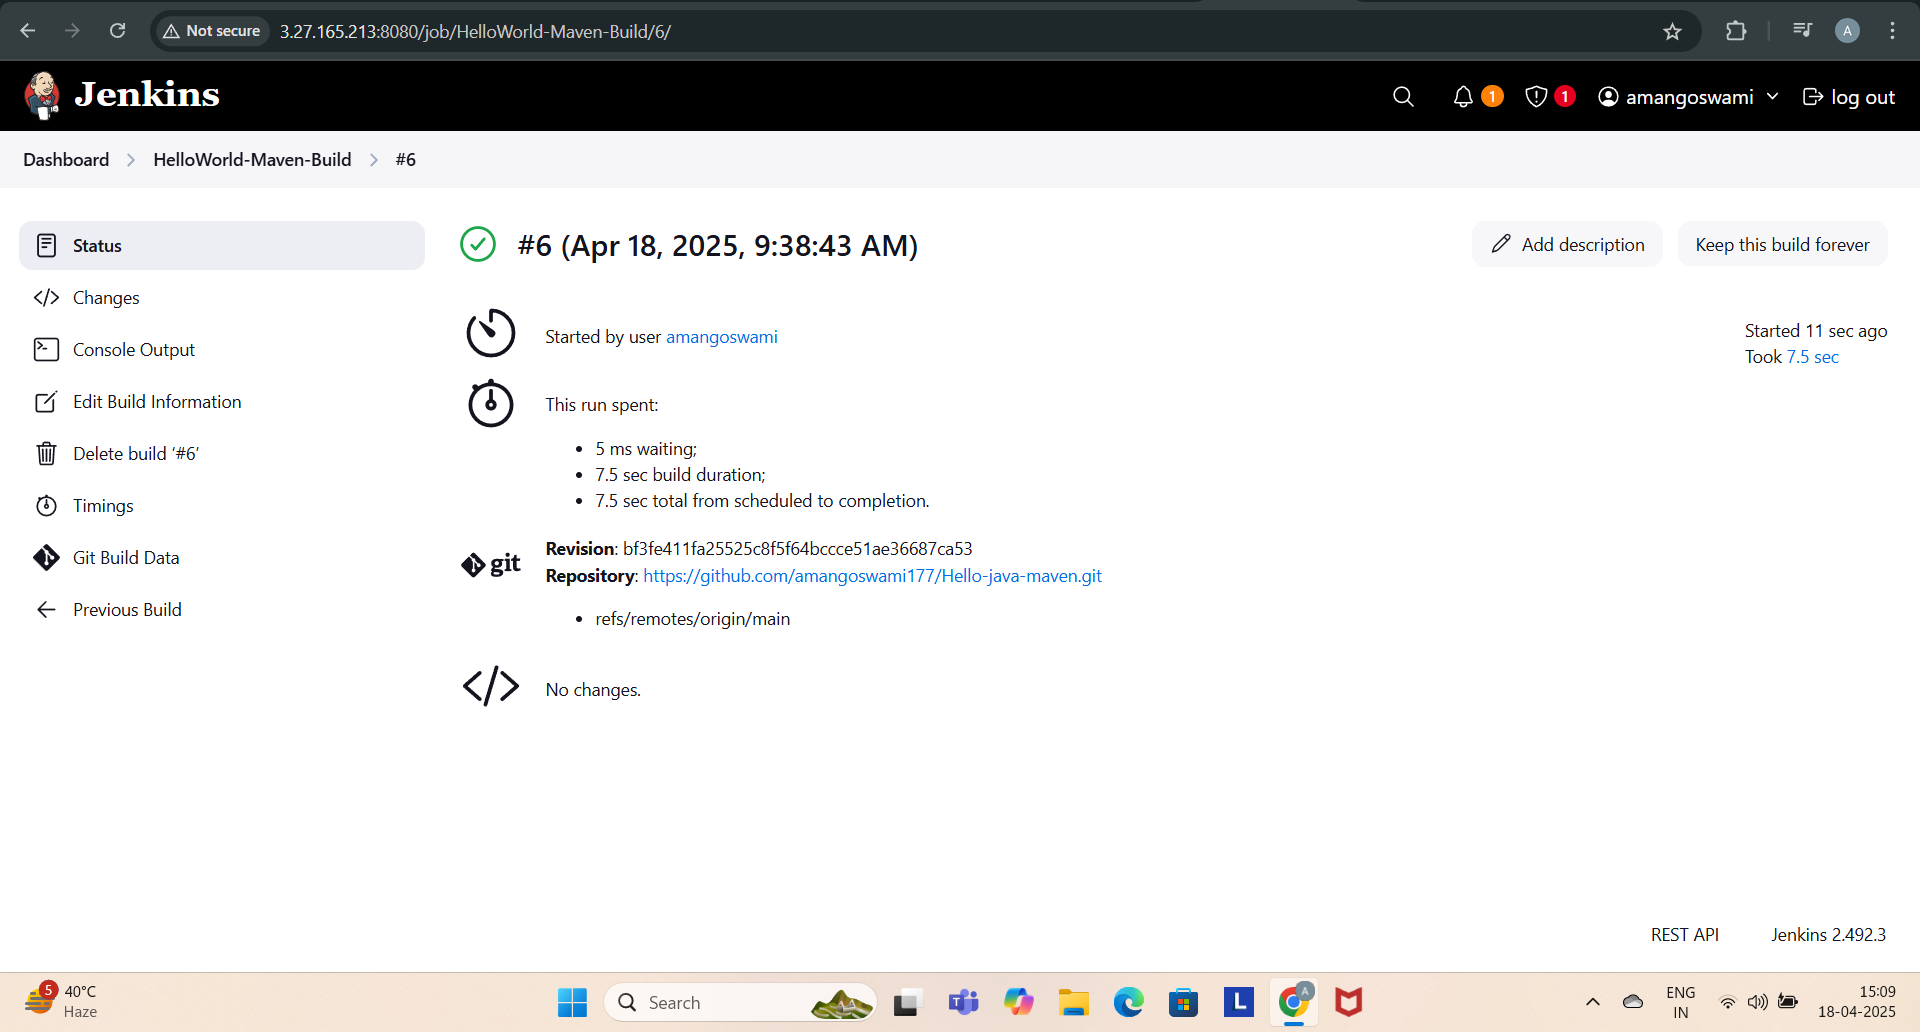 Not secure 3.27.165.213:8080/job/HelloWorld-Maven-Build/6/ A
Jenkins 1 1 amangoswami log out
Dashboard HelloWorld-Maven-Build #6
Status
Changes
Console Output
Edit Build Information
Delete build ‘#6’
Timings
Git Build Data
Previous Build
#6 (Apr 18, 2025, 9:38:43 AM)
Add description Keep this build forever
Started by user amangoswami
Started 11 sec ago
Took 7.5 sec
This run spent:
5 ms waiting;
7.5 sec build duration;
7.5 sec total from scheduled to completion.
git
Revision: bf3fe411fa25525c8f5f64bccce51ae36687ca53
Repository: https://github.com/amangoswami177/Hello-java-maven.git
refs/remotes/origin/main
No changes.
REST API Jenkins 2.492.3
5 40°C
Haze
Search
L
A
ENG
IN
15:09
18-04-2025